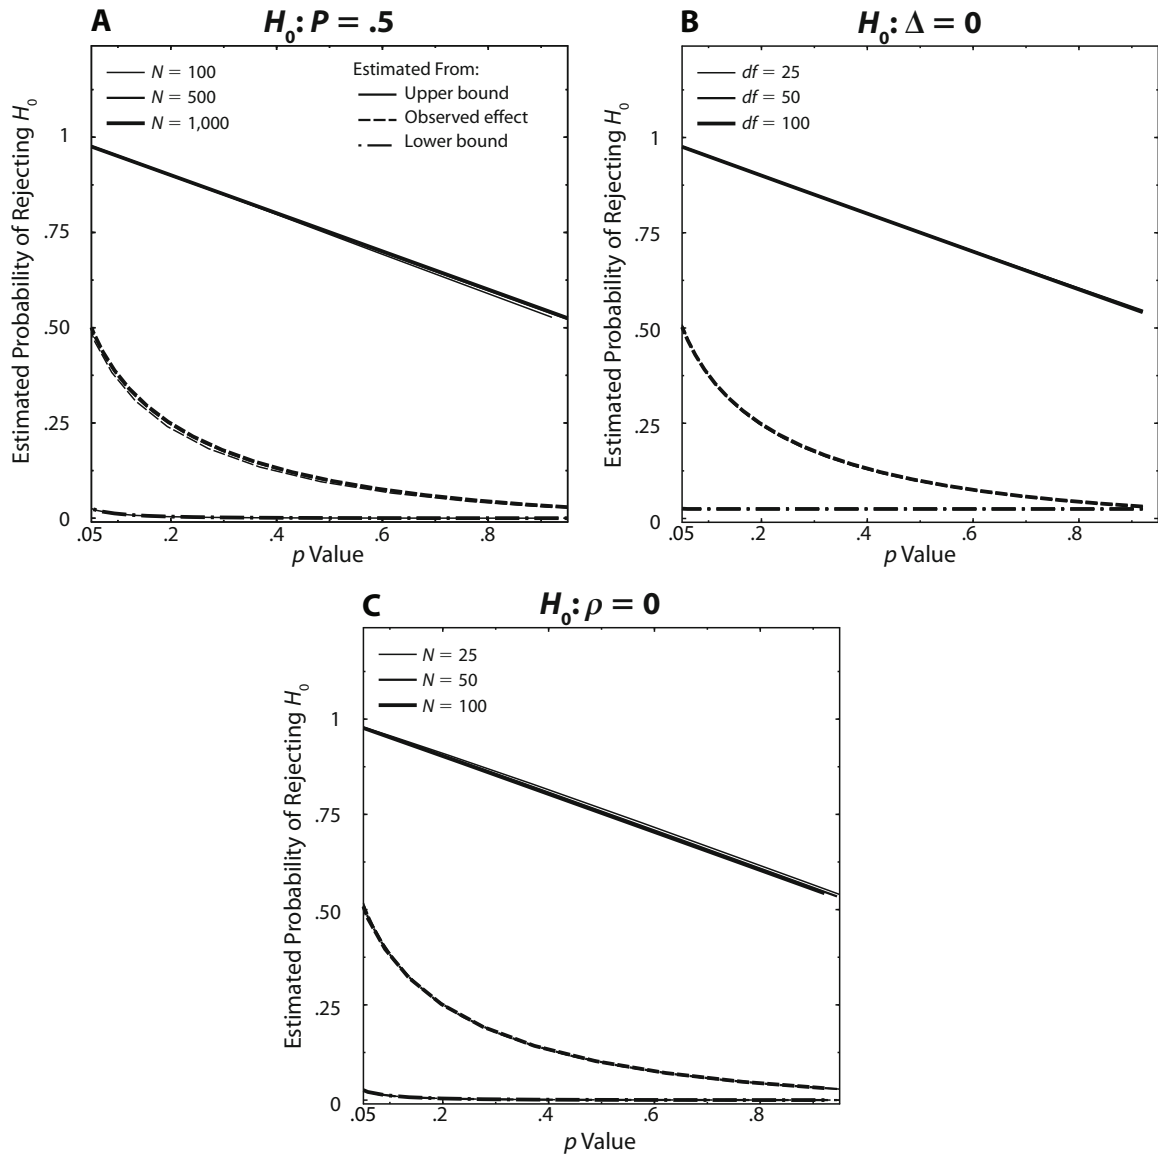 A
H0: P = .5
N = 100
N = 500
N = 1,000
Estimated From:
Upper bound
Observed effect
Lower bound
Estimated Probability of Rejecting H0
1
.75
.50
.25
0
.05 .2 .4 .6 .8
p Value
B
H0: Δ = 0
df = 25
df = 50
df = 100
Estimated Probability of Rejecting H0
1
.75
.50
.25
0
.05 .2 .4 .6 .8
p Value
C
H0: ρ = 0
N = 25
N = 50
N = 100
Estimated Probability of Rejecting H0
1
.75
.50
.25
0
.05 .2 .4 .6 .8
p Value